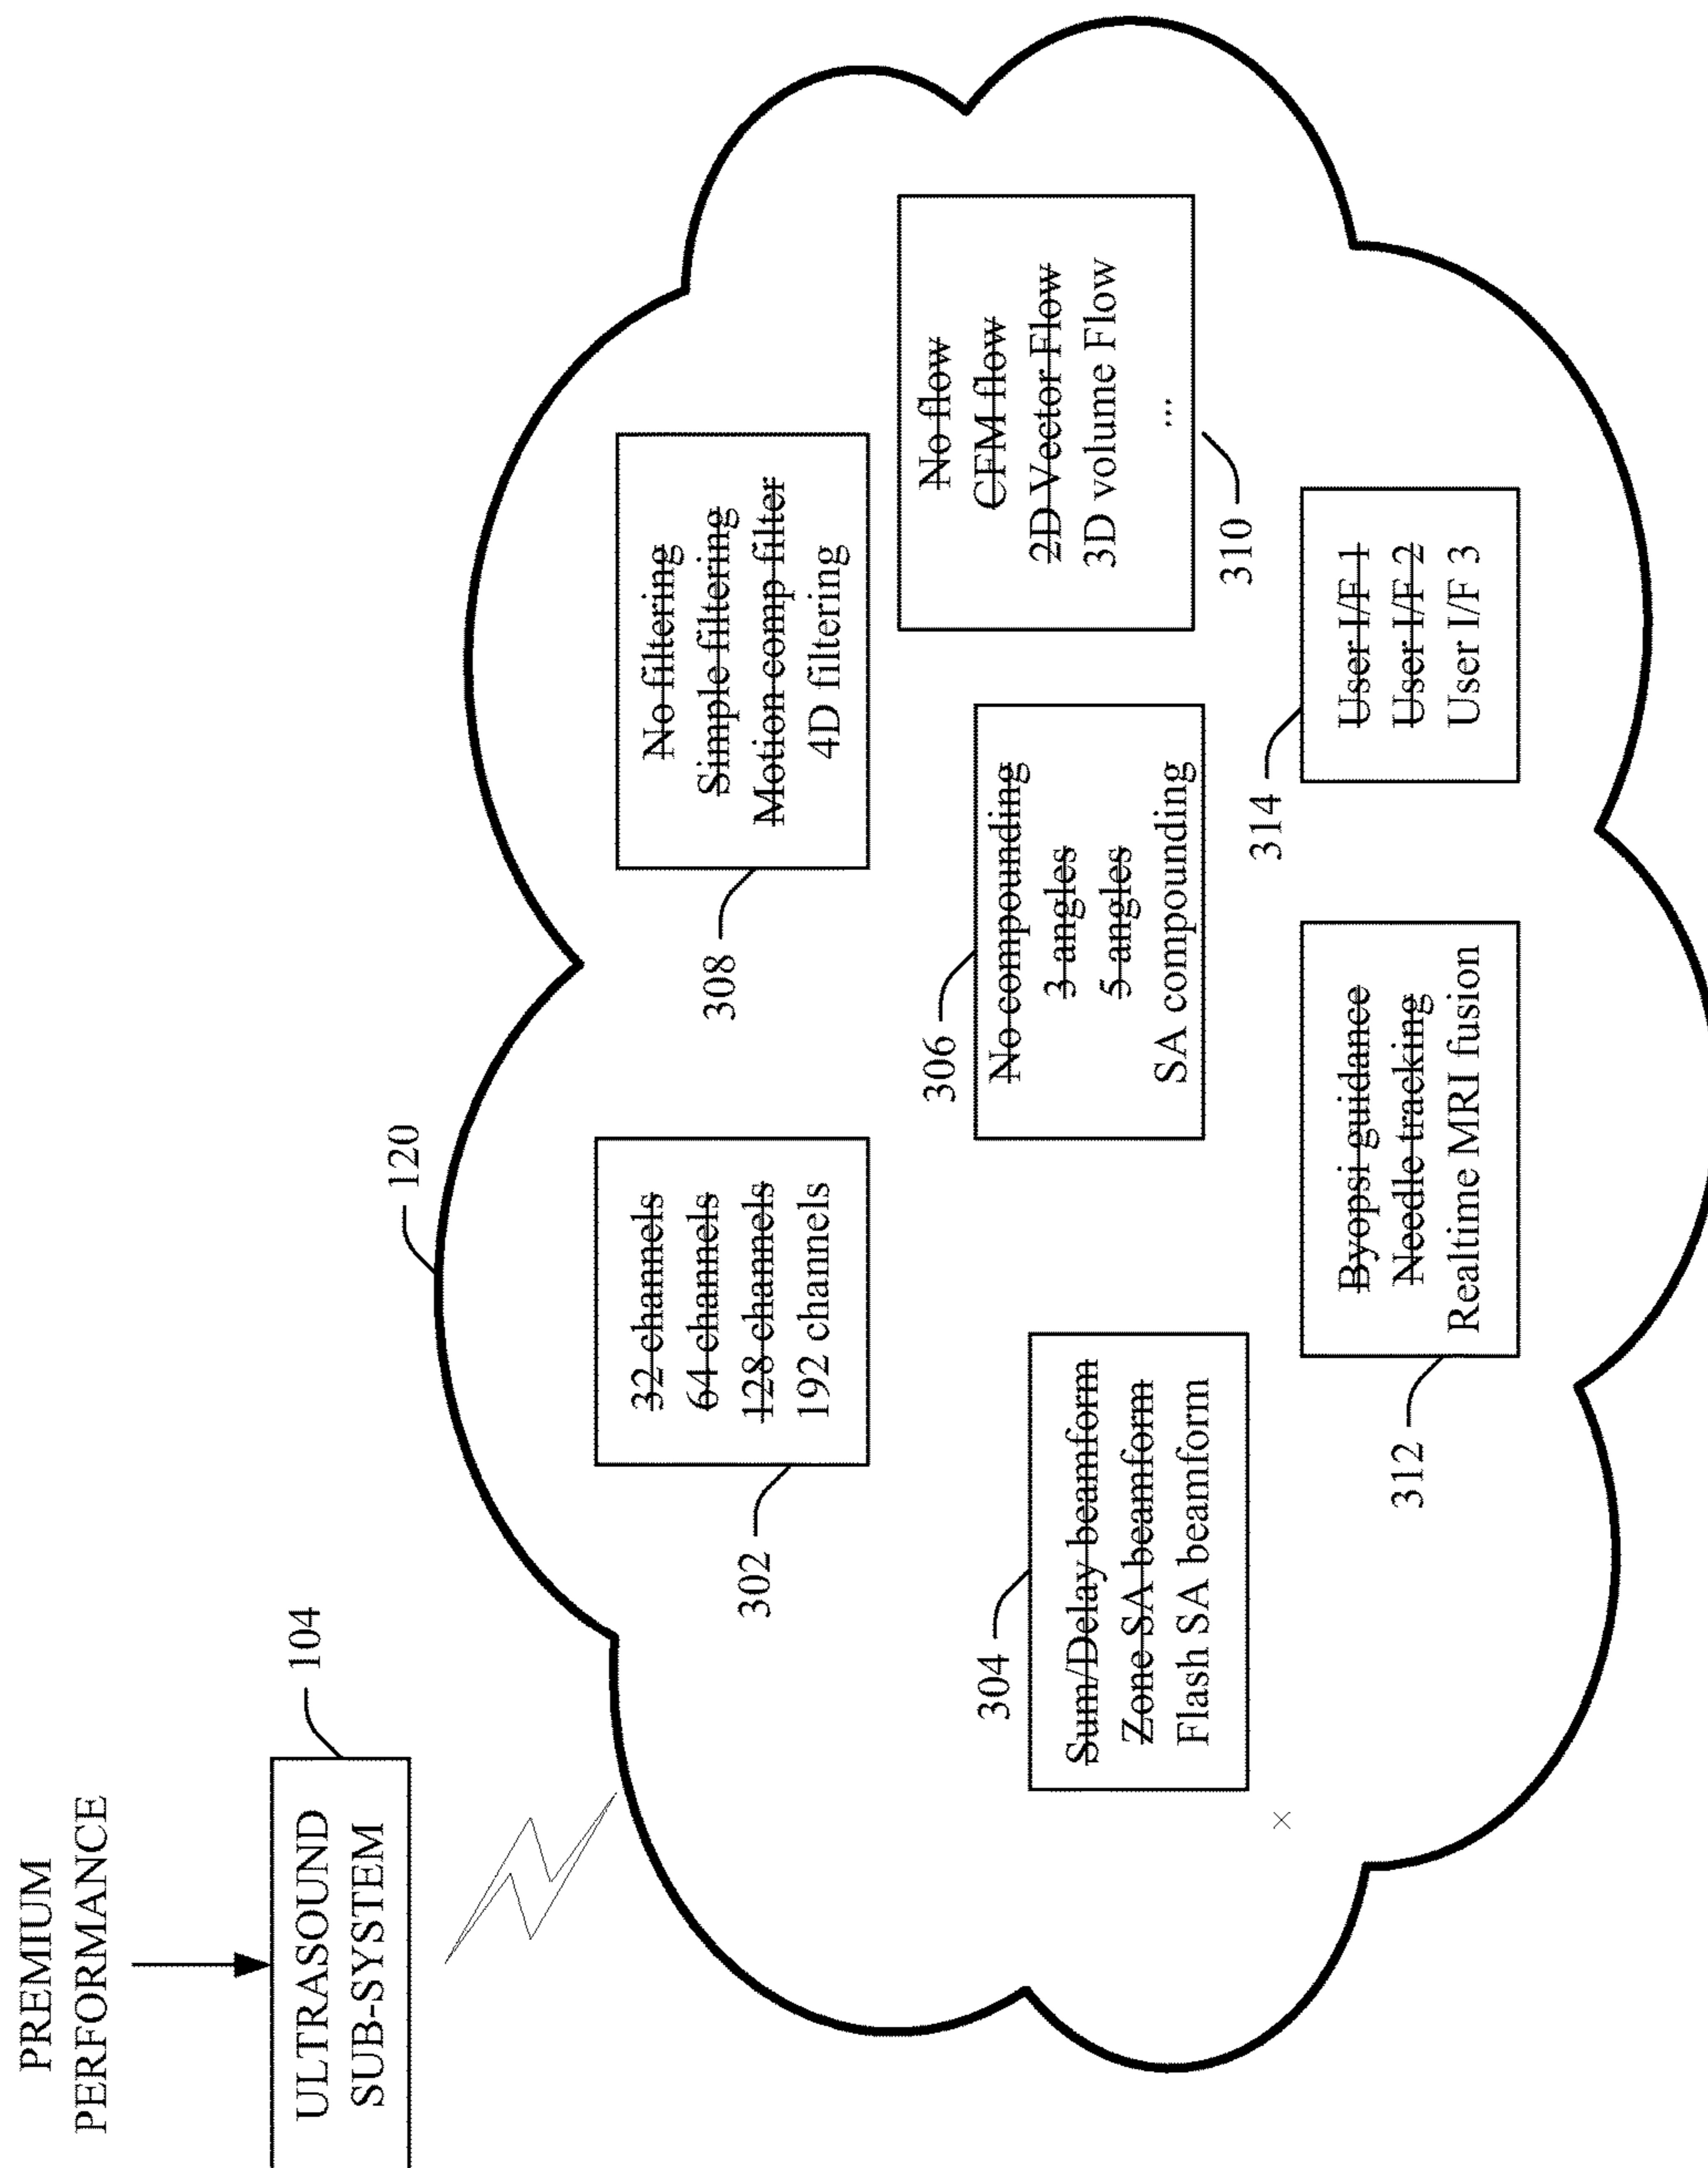 PREMIUM
PERFORMANCE
ULTRASOUND
SUB-SYSTEM
104
120
32 channels
64 channels
128 channels
192 channels
302
No filtering
Simple filtering
Motion comp filter
4D filtering
308
Sum/Delay beamform
Zone SA beamform
Flash SA beamform
304
No compounding
3 angles
5 angles
SA compounding
306
No flow
CFM flow
2D Vector Flow
3D volume Flow
...
310
Byopsi guidance
Needle tracking
Realtime MRI fusion
312
User I/F 1
User I/F 2
User I/F 3
314